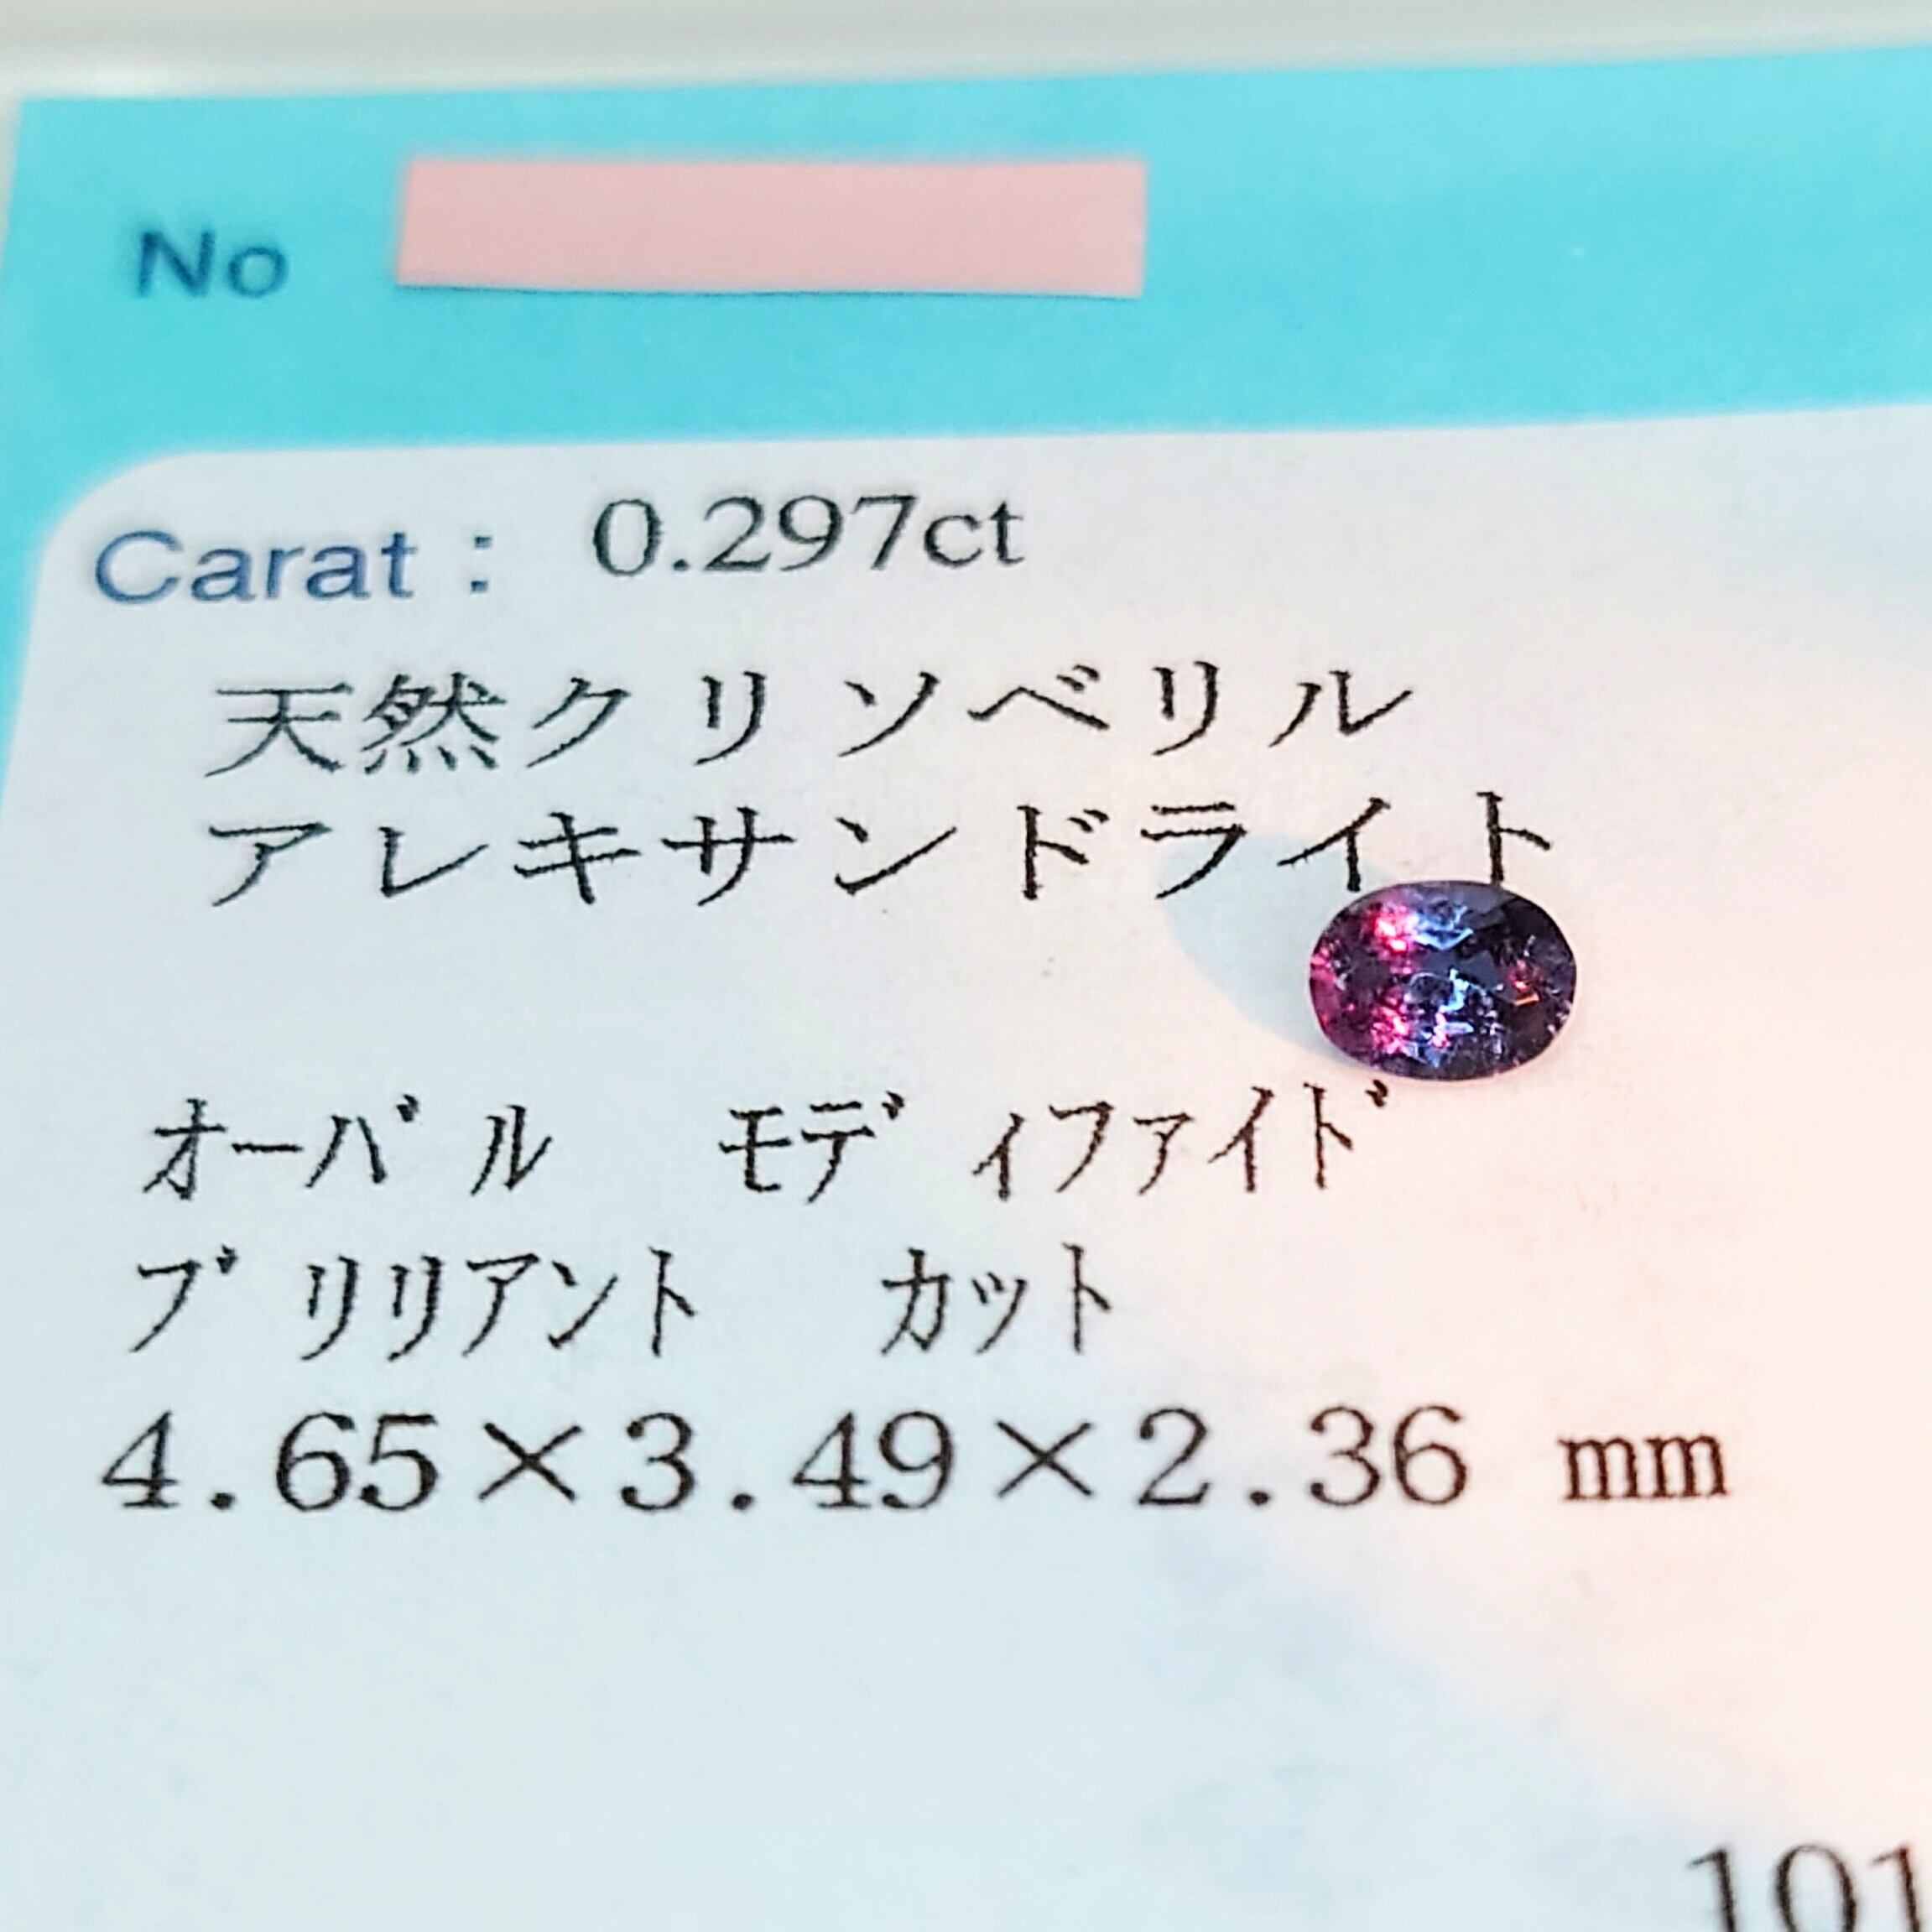 No
Carat : 0.297ct
天然クリソベリル
アレキサンドライト
ｵｰﾊﾞﾙ ﾓﾃﾞｨﾌｧｲﾄﾞ
ﾌﾞﾘﾘｱﾝﾄ ｶｯﾄ
4.65×3.49×2.36 mm
101